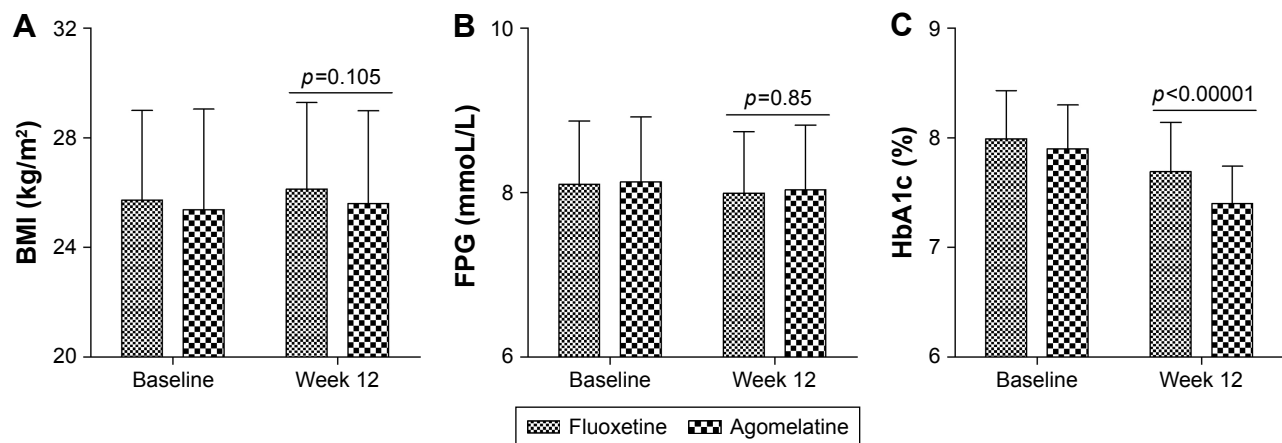 A
BMI (kg/m²)
32
28
24
20
p=0.105
Baseline
Week 12
B
FPG (mmoL/L)
10
8
6
p=0.85
Baseline
Week 12
C
HbA1c (%)
9
8
7
6
p<0.00001
Baseline
Week 12
Fluoxetine
Agomelatine